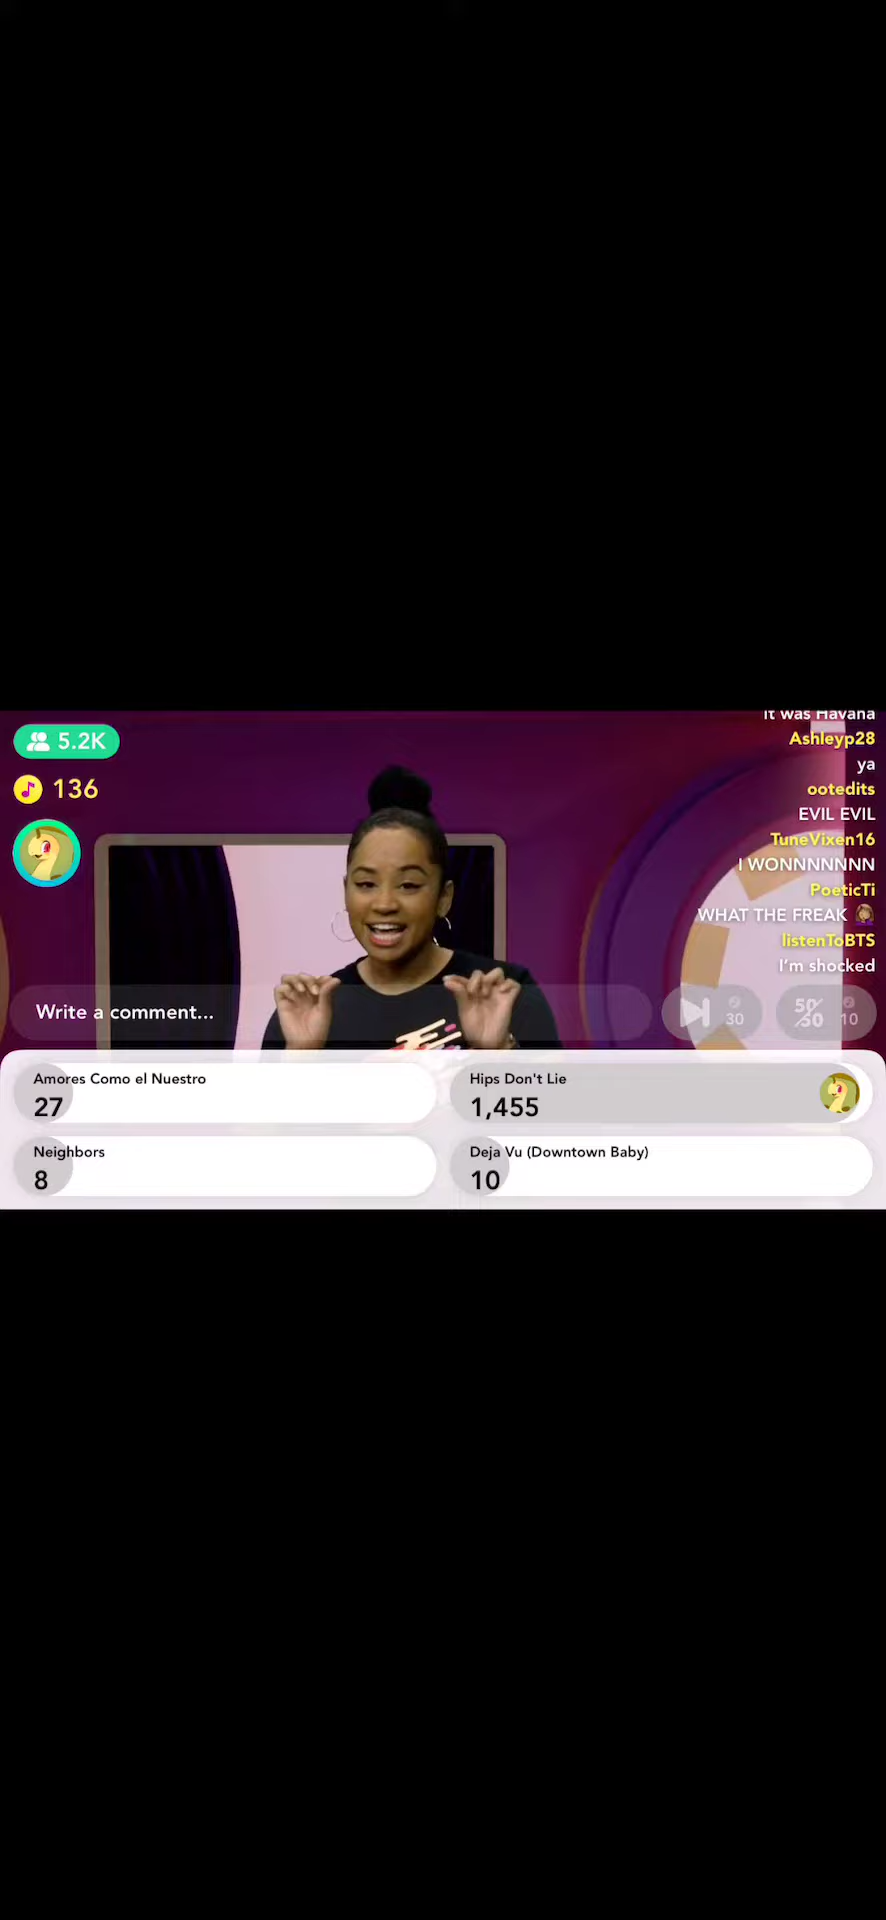 5.2K
136
It was Havana
Ashleyp28
ya
ootedits
EVIL EVIL
TuneVixen16
I WONNNNNNN
PoeticTi
WHAT THE FREAK 🤦🏽‍♀️
listenToBTS
I'm shocked
Write a comment...
30
50/50
10
Amores Como el Nuestro
27
Hips Don't Lie
1,455
Neighbors
8
Deja Vu (Downtown Baby)
10